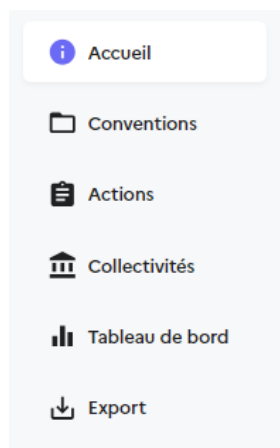 Accueil
Conventions
Actions
Collectivités
Tableau de bord
Export